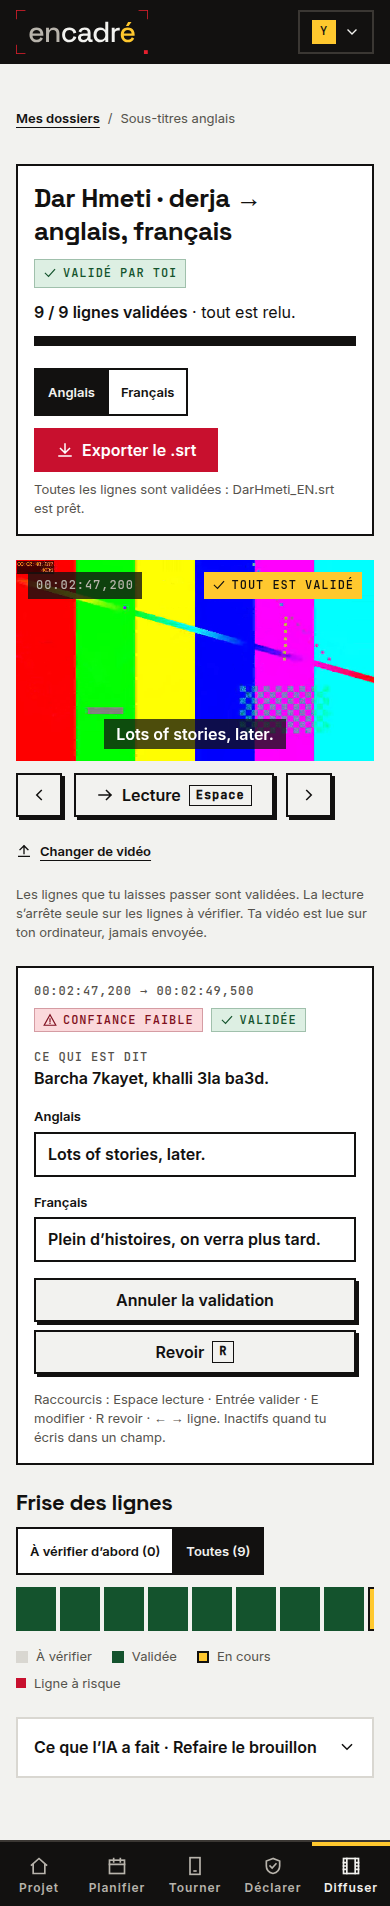 encadré
Y
Mes dossiers / Sous-titres anglais
Dar Hmeti · derja →
anglais, français
VALIDÉ PAR TOI
9 / 9 lignes validées · tout est relu.
Anglais Français
Exporter le .srt
Toutes les lignes sont validées : DarHmeti_EN.srt
est prêt.
00:02:47,200 TOUT EST VALIDÉ
Lots of stories, later.
Lecture Espace
Changer de vidéo
Les lignes que tu laisses passer sont validées. La lecture
s’arrête seule sur les lignes à vérifier. Ta vidéo est lue sur
ton ordinateur, jamais envoyée.
00:02:47,200 → 00:02:49,500
CONFIANCE FAIBLE VALIDÉE
CE QUI EST DIT
Barcha 7kayet, khalli 3la ba3d.
Anglais
Lots of stories, later.
Français
Plein d’histoires, on verra plus tard.
Annuler la validation
Revoir R
Raccourcis : Espace lecture · Entrée valider · E
modifier · R revoir · ← → ligne. Inactifs quand tu
écris dans un champ.
Frise des lignes
À vérifier d’abord (0) Toutes (9)
À vérifier Validée En cours
Ligne à risque
Ce que l’IA a fait · Refaire le brouillon
Projet Planifier Tourner Déclarer Diffuser